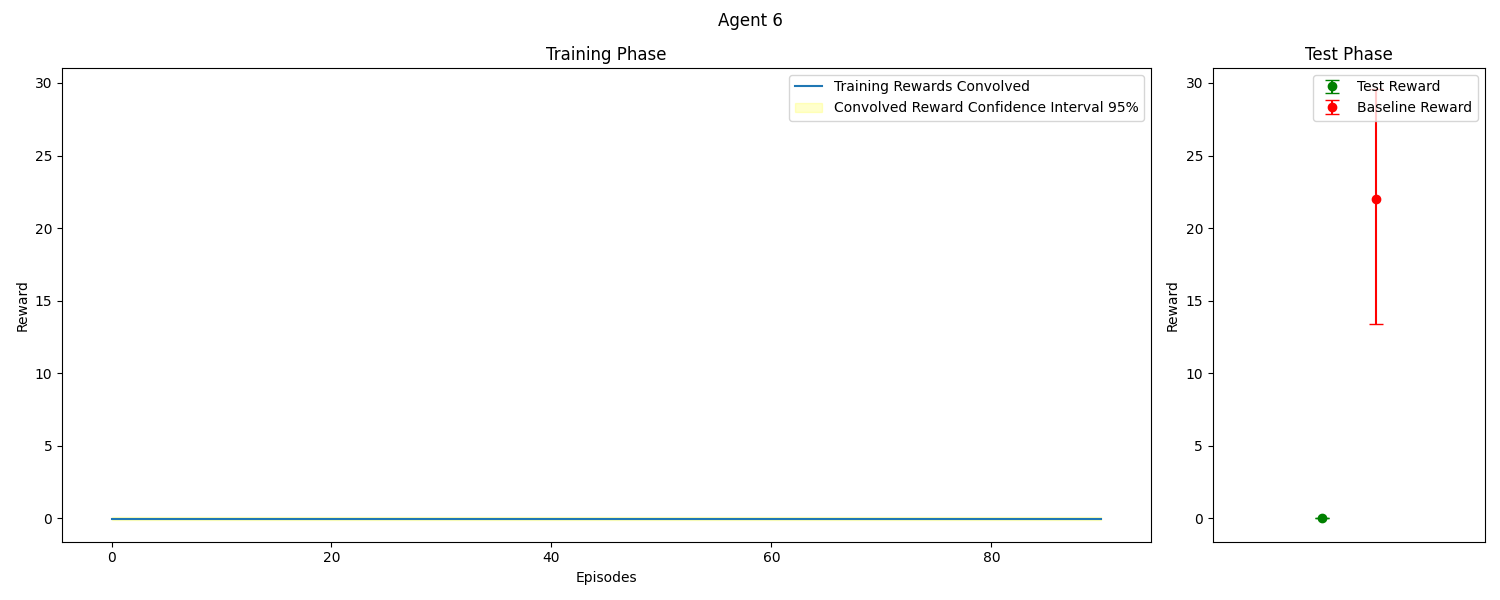 Agent 6
Training Phase
30
25
20
15
10
5
0
Reward
0
20
40
60
80
Episodes
Training Rewards Convolved
Convolved Reward Confidence Interval 95%
Test Phase
30
25
20
15
10
5
0
Reward
Test Reward
Baseline Reward